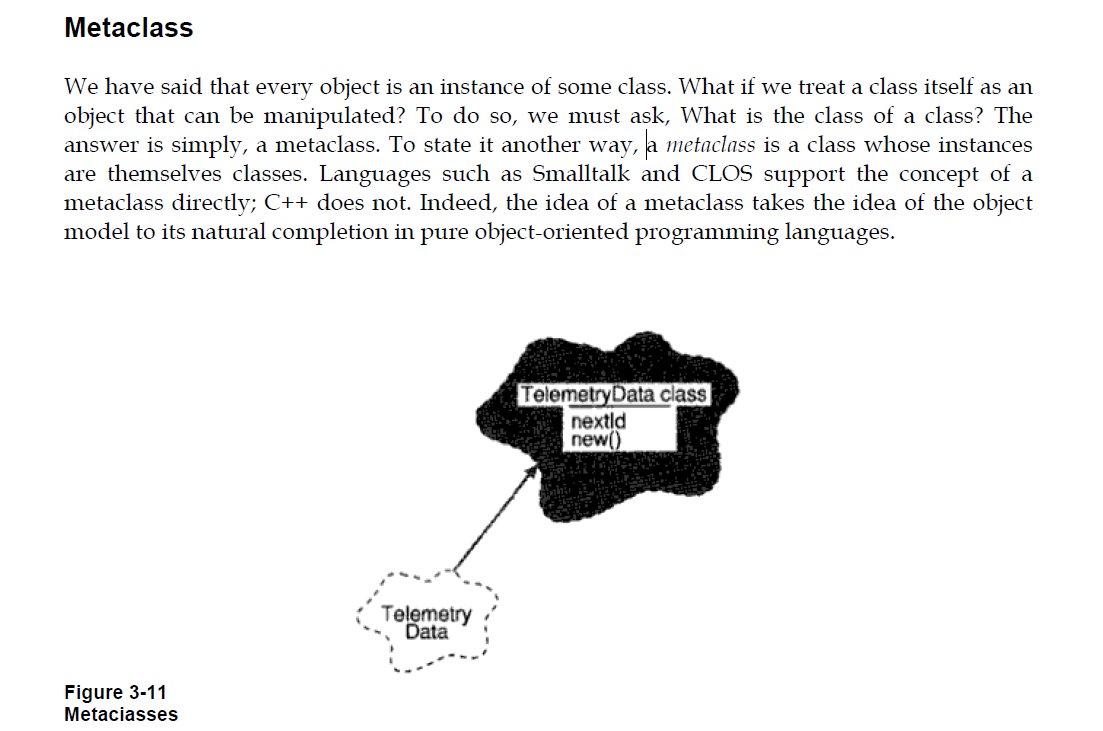 Metaclass
We have said that every object is an instance of some class. What if we treat a class itself as an
object that can be manipulated? To do so, we must ask, What is the class of a class? The
answer is simply, a metaclass. To state it another way, a metaclass is a class whose instances
are themselves classes. Languages such as Smalltalk and CLOS support the concept of a
metaclass directly; C++ does not. Indeed, the idea of a metaclass takes the idea of the object
model to its natural completion in pure object-oriented programming languages.
TelemetryData class
nextId
new()
Telemetry
Data
Figure 3-11
Metaciasses